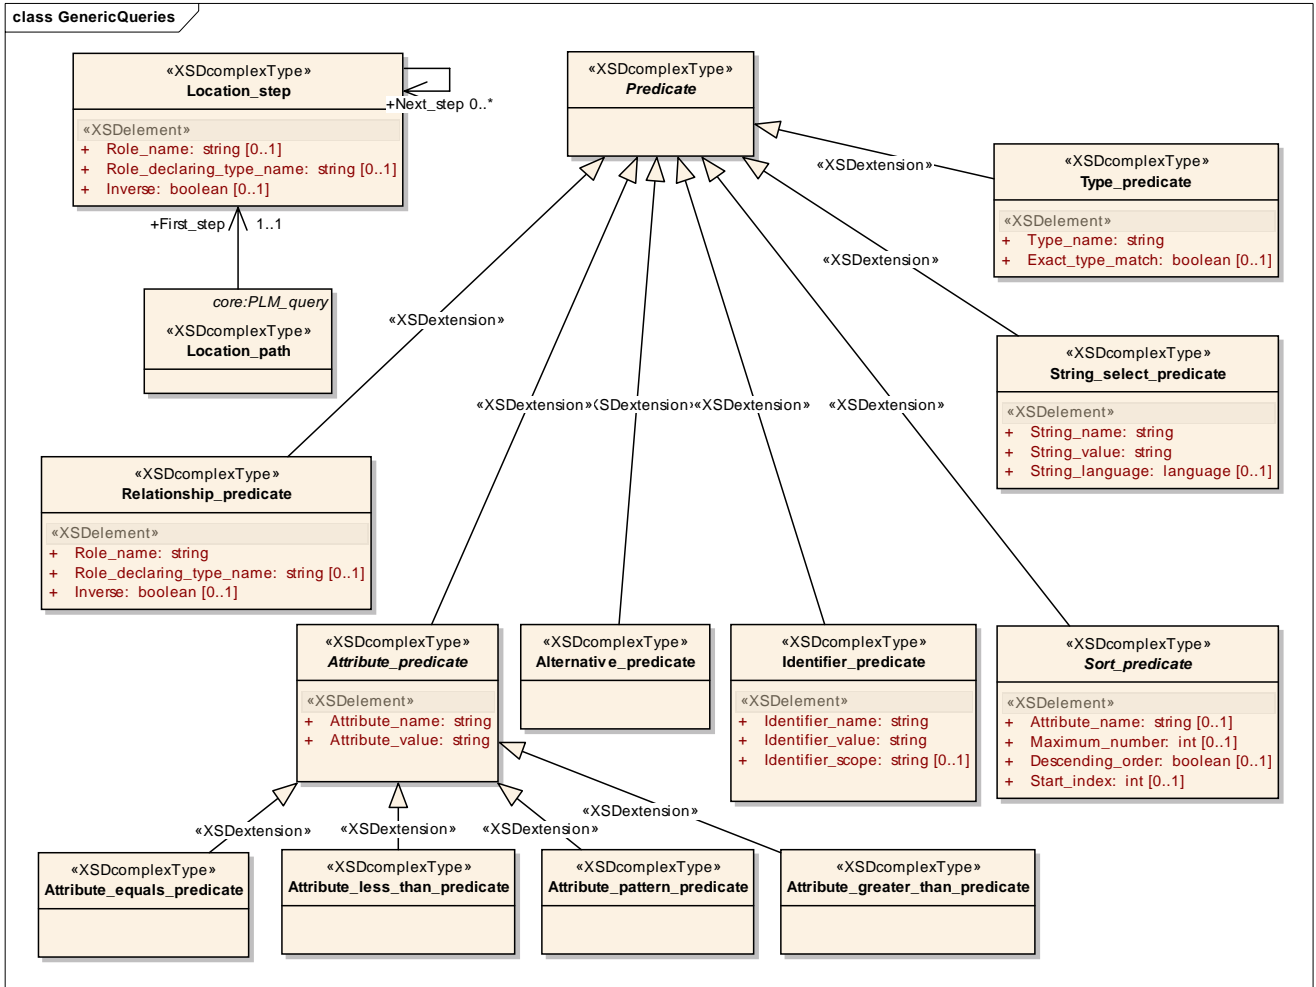 class GenericQueries
«XSDcomplexType»
Location_step
«XSDelement»
+ Role_name: string [0..1]
+ Role_declaring_type_name: string [0..1]
+ Inverse: boolean [0..1]
+Next_step 0..*
+First_step 1..1
core:PLM_query
«XSDcomplexType»
Location_path
«XSDcomplexType»
Predicate
«XSDextension»
«XSDcomplexType»
Type_predicate
«XSDelement»
+ Type_name: string
+ Exact_type_match: boolean [0..1]
«XSDextension»
«XSDcomplexType»
String_select_predicate
«XSDelement»
+ String_name: string
+ String_value: string
+ String_language: language [0..1]
«XSDextension»
«XSDextension»
(SDextension»
«XSDextension»
«XSDextension»
«XSDcomplexType»
Relationship_predicate
«XSDelement»
+ Role_name: string
+ Role_declaring_type_name: string [0..1]
+ Inverse: boolean [0..1]
«XSDcomplexType»
Attribute_predicate
«XSDelement»
+ Attribute_name: string
+ Attribute_value: string
«XSDcomplexType»
Alternative_predicate
«XSDcomplexType»
Identifier_predicate
«XSDelement»
+ Identifier_name: string
+ Identifier_value: string
+ Identifier_scope: string [0..1]
«XSDcomplexType»
Sort_predicate
«XSDelement»
+ Attribute_name: string [0..1]
+ Maximum_number: int [0..1]
+ Descending_order: boolean [0..1]
+ Start_index: int [0..1]
«XSDextension»
«XSDextension»
«XSDextension»
«XSDextension»
«XSDcomplexType»
Attribute_equals_predicate
«XSDcomplexType»
Attribute_less_than_predicate
«XSDcomplexType»
Attribute_pattern_predicate
«XSDcomplexType»
Attribute_greater_than_predicate